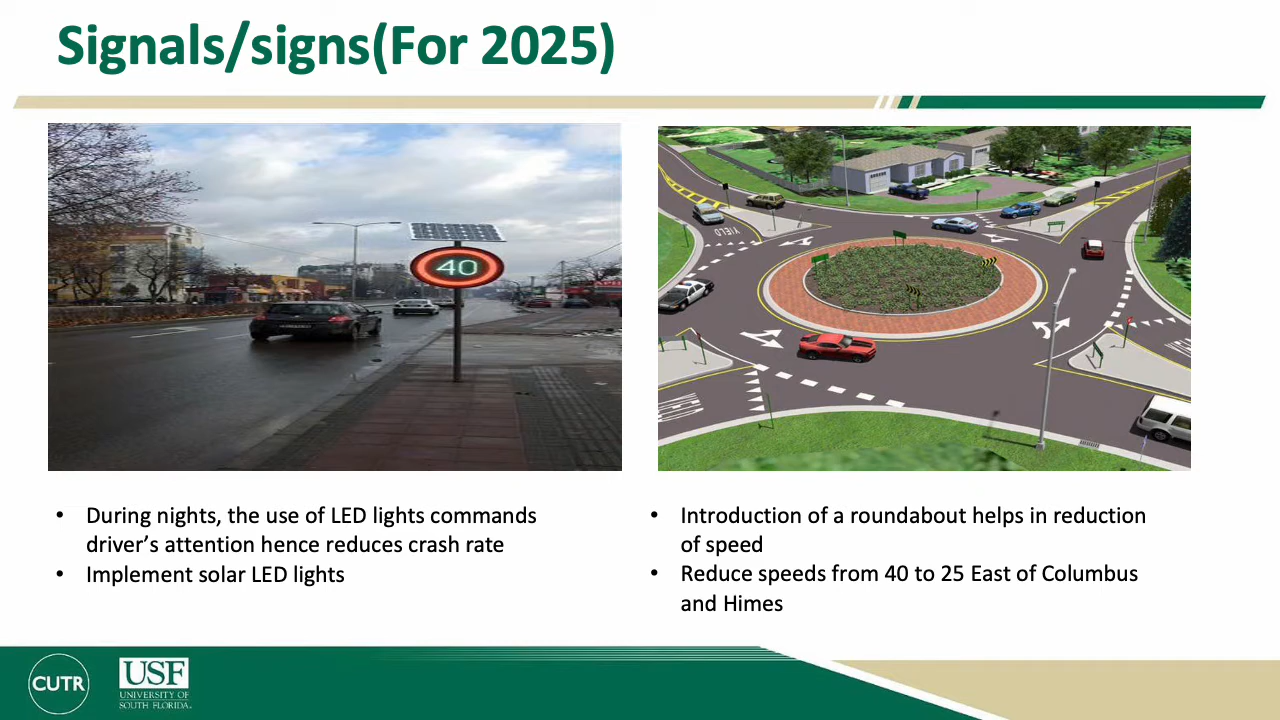 Signals/signs(For 2025)
40
YIELD
• During nights, the use of LED lights commands
driver’s attention hence reduces crash rate
• Implement solar LED lights
• Introduction of a roundabout helps in reduction
of speed
• Reduce speeds from 40 to 25 East of Columbus
and Himes
CUTR
USF
UNIVERSITY OF
SOUTH FLORIDA